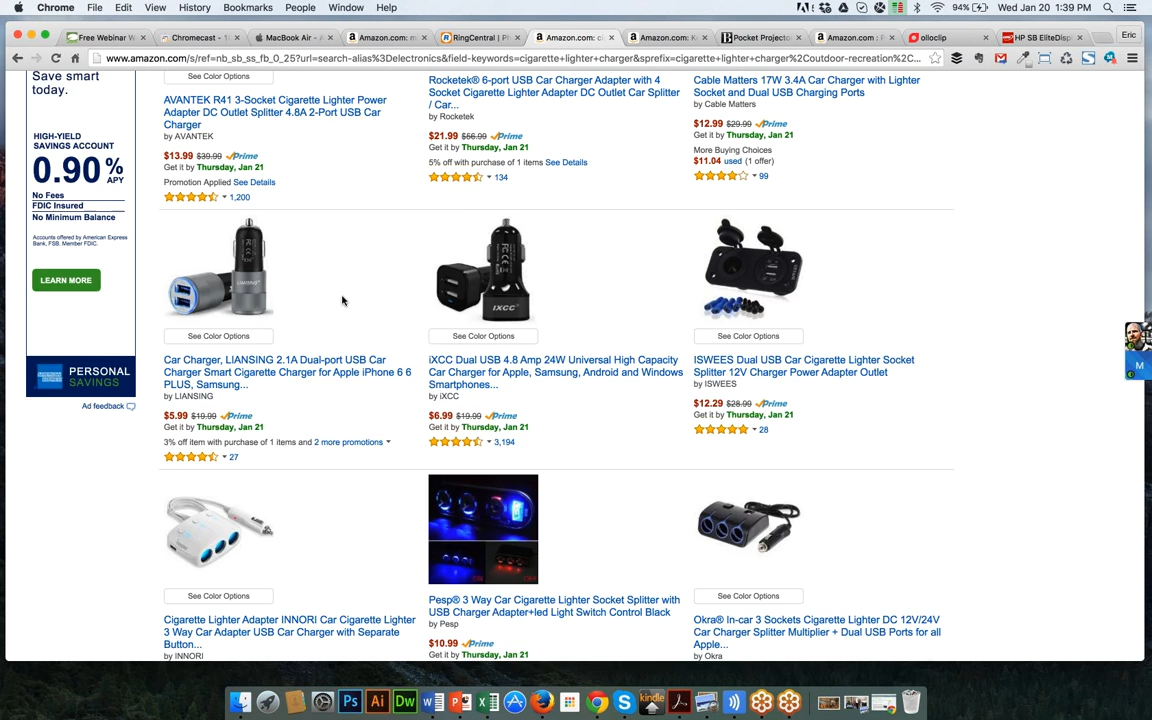 Chrome File Edit View History Bookmarks People Window Help
94% Wed Jan 20 1:39 PM
Free Webinar W
Chromecast - 1
MacBook Air - A
Amazon.com: m
RingCentral | P
Amazon.com: ci
Amazon.com: K
Pocket Projector
Amazon.com : F
olloclip
HP SB EliteDisp
Eric
www.amazon.com/s/ref=nb_sb_ss_fb_0_25?url=search-alias%3Delectronics&field-keywords=cigarette+lighter+charger&sprefix=cigarette+lighter+charger%2Coutdoor-recreation%2C...
Save smart
today.
HIGH-YIELD
SAVINGS ACCOUNT
0.90% APY
No Fees
FDIC Insured
No Minimum Balance
Accounts offered by American Express
Bank, FSB. Member FDIC.
LEARN MORE
AMERICAN EXPRESS
PERSONAL
SAVINGS
Ad feedback
See Color Options
AVANTEK R41 3-Socket Cigarette Lighter Power
Adapter DC Outlet Splitter 4.8A 2-Port USB Car
Charger
by AVANTEK
$13.99 $39.99 Prime
Get it by Thursday, Jan 21
Promotion Applied See Details
1,200
Rocketek® 6-port USB Car Charger Adapter with 4
Socket Cigarette Lighter Adapter DC Outlet Car Splitter
/ Car...
by Rocketek
$21.99 $56.99 Prime
Get it by Thursday, Jan 21
5% off with purchase of 1 items See Details
134
Cable Matters 17W 3.4A Car Charger with Lighter
Socket and Dual USB Charging Ports
by Cable Matters
$12.99 $29.99 Prime
Get it by Thursday, Jan 21
More Buying Choices
$11.04 used (1 offer)
99
LIANSING
See Color Options
Car Charger, LIANSING 2.1A Dual-port USB Car
Charger Smart Cigarette Charger for Apple iPhone 6 6
PLUS, Samsung...
by LIANSING
$5.99 $19.99 Prime
Get it by Thursday, Jan 21
3% off item with purchase of 1 items and 2 more promotions
27
iXCC
See Color Options
iXCC Dual USB 4.8 Amp 24W Universal High Capacity
Car Charger for Apple, Samsung, Android and Windows
Smartphones...
by iXCC
$6.99 $19.99 Prime
Get it by Thursday, Jan 21
3,194
See Color Options
ISWEES Dual USB Car Cigarette Lighter Socket
Splitter 12V Charger Power Adapter Outlet
by ISWEES
$12.29 $28.99 Prime
Get it by Thursday, Jan 21
28
See Color Options
Cigarette Lighter Adapter INNORI Car Cigarette Lighter
3 Way Car Adapter USB Car Charger with Separate
Button...
by INNORI
Pesp® 3 Way Car Cigarette Lighter Socket Splitter with
USB Charger Adapter+led Light Switch Control Black
by Pesp
$10.99 Prime
Get it by Thursday, Jan 21
See Color Options
Okra® In-car 3 Sockets Cigarette Lighter DC 12V/24V
Car Charger Splitter Multiplier + Dual USB Ports for all
Apple...
by Okra
M
Ps Ai Dw
kindle